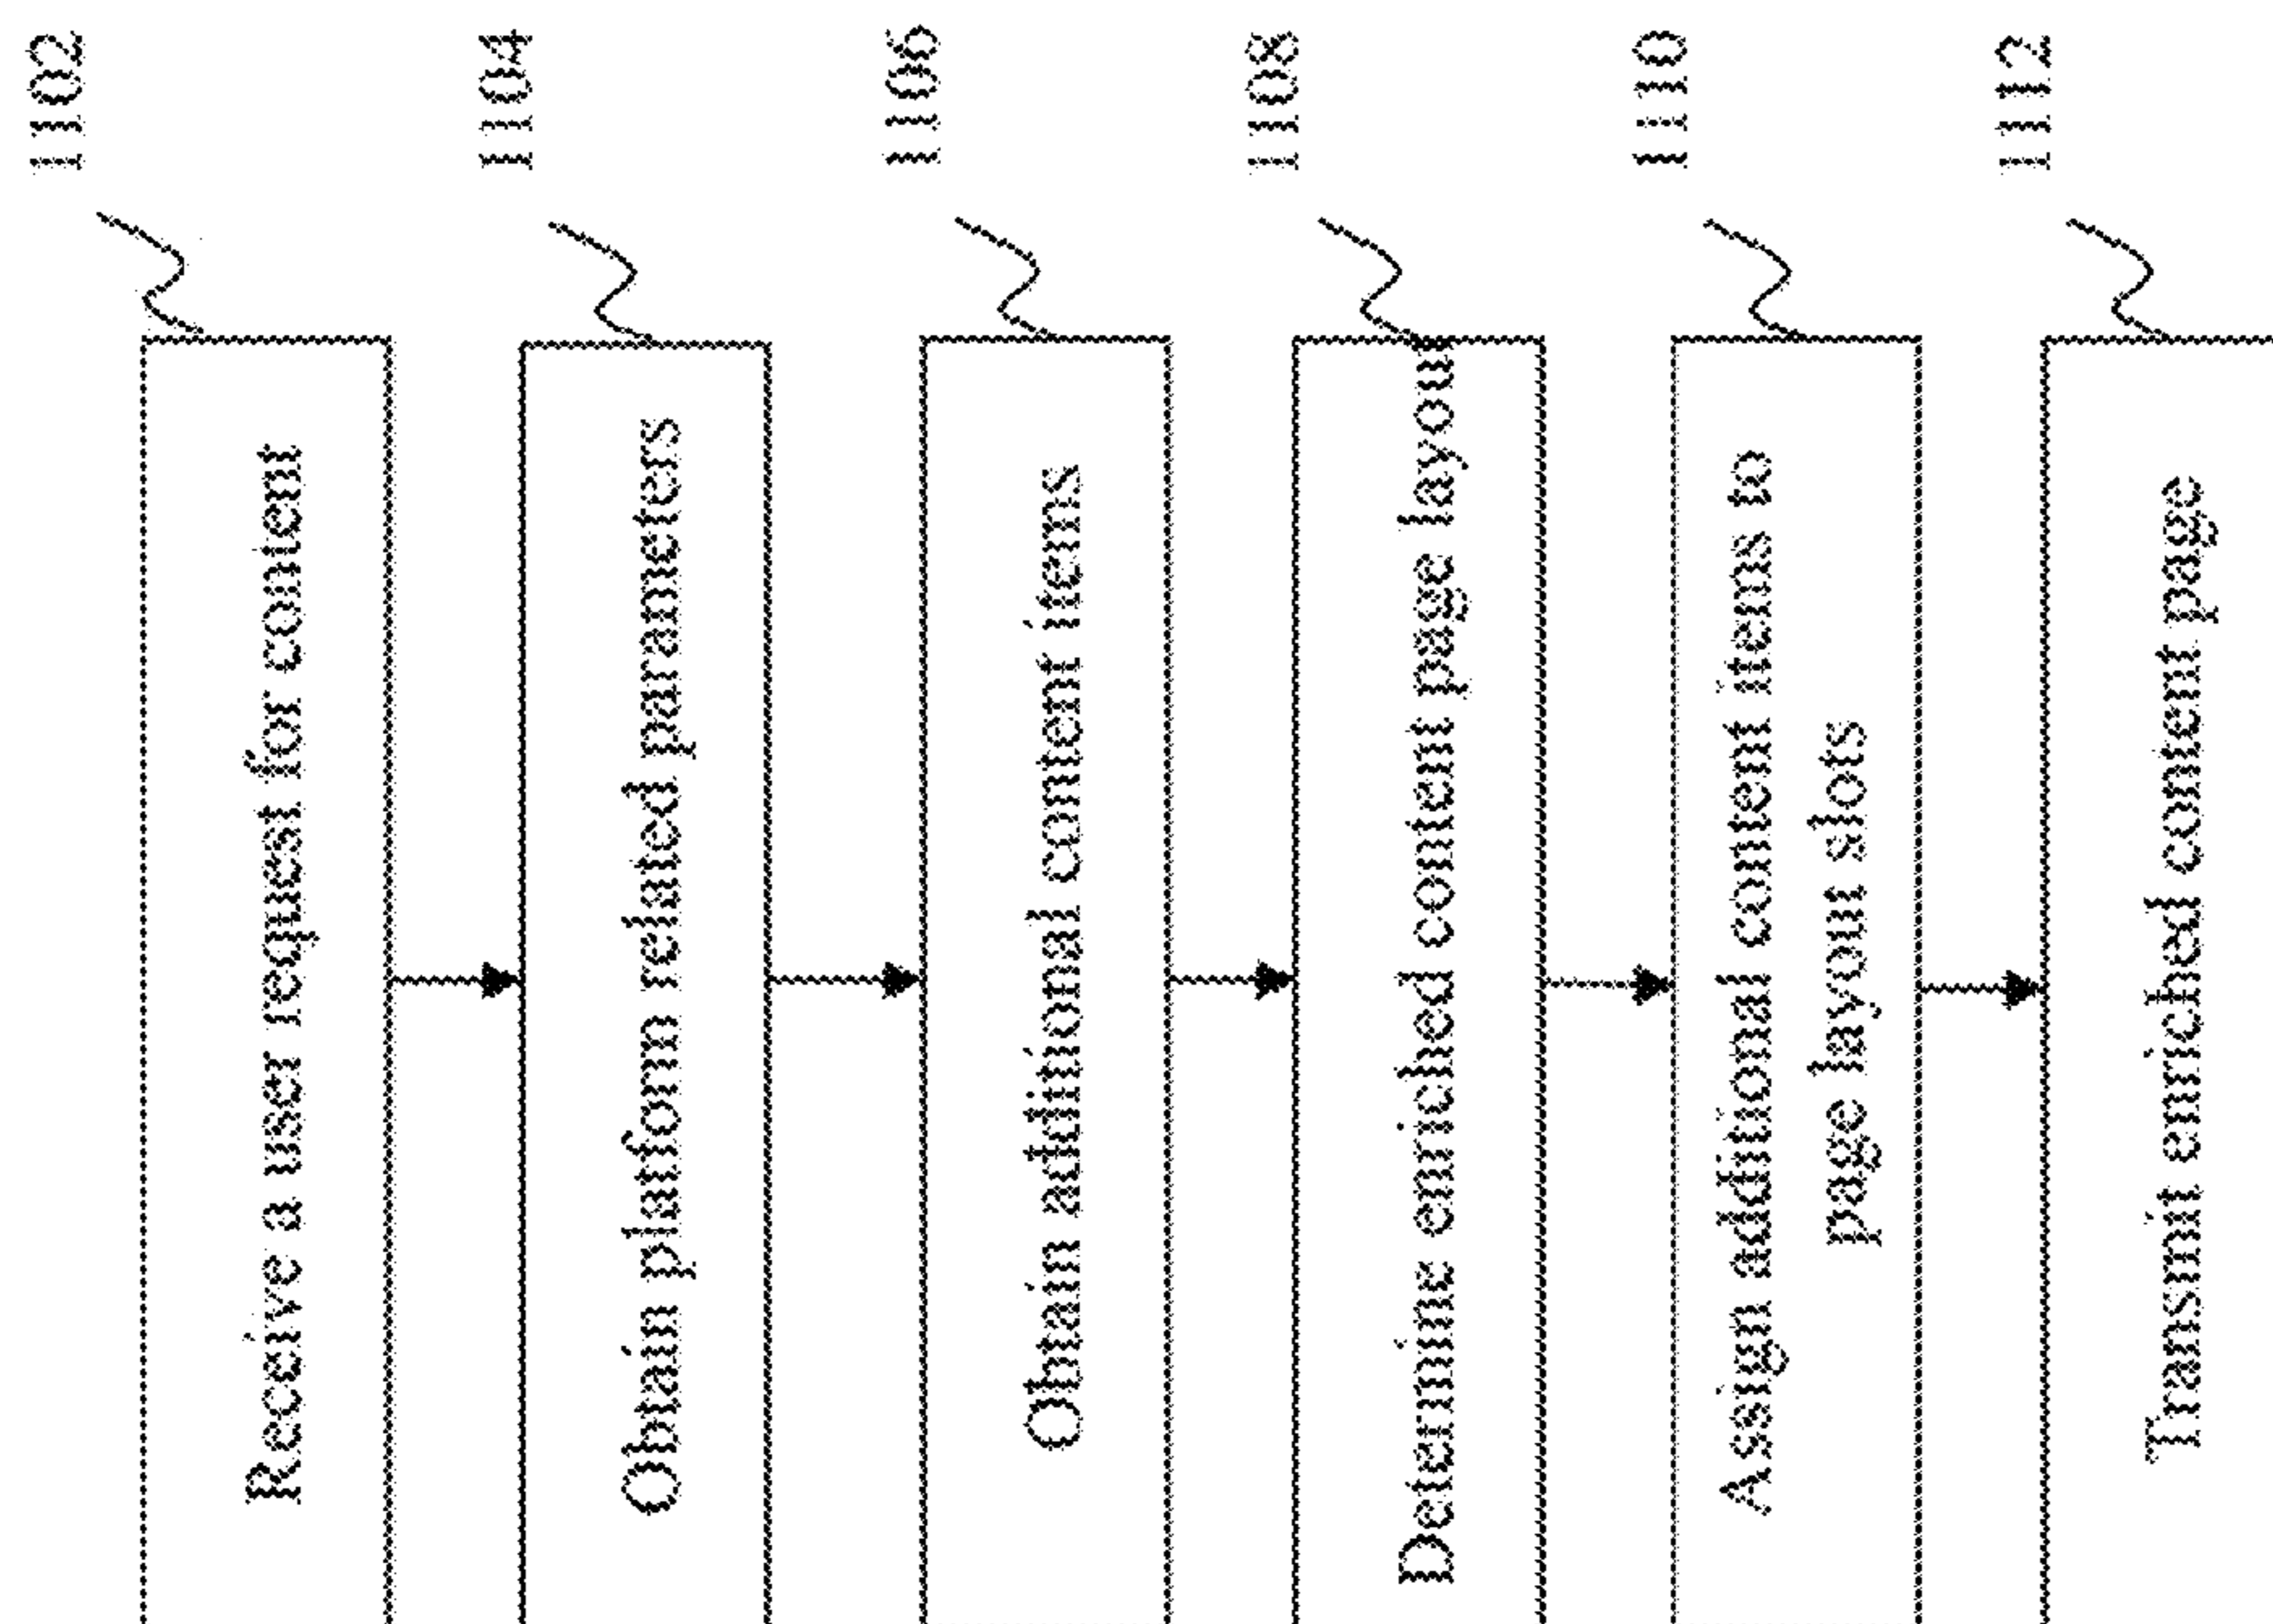 1102
Receive a user request for content
1104
Obtain platform related parameters
1106
Obtain additional content items
1108
Determine enriched content page layout
1110
Assign additional content items to
page layout slots
1112
Transmit enriched content page